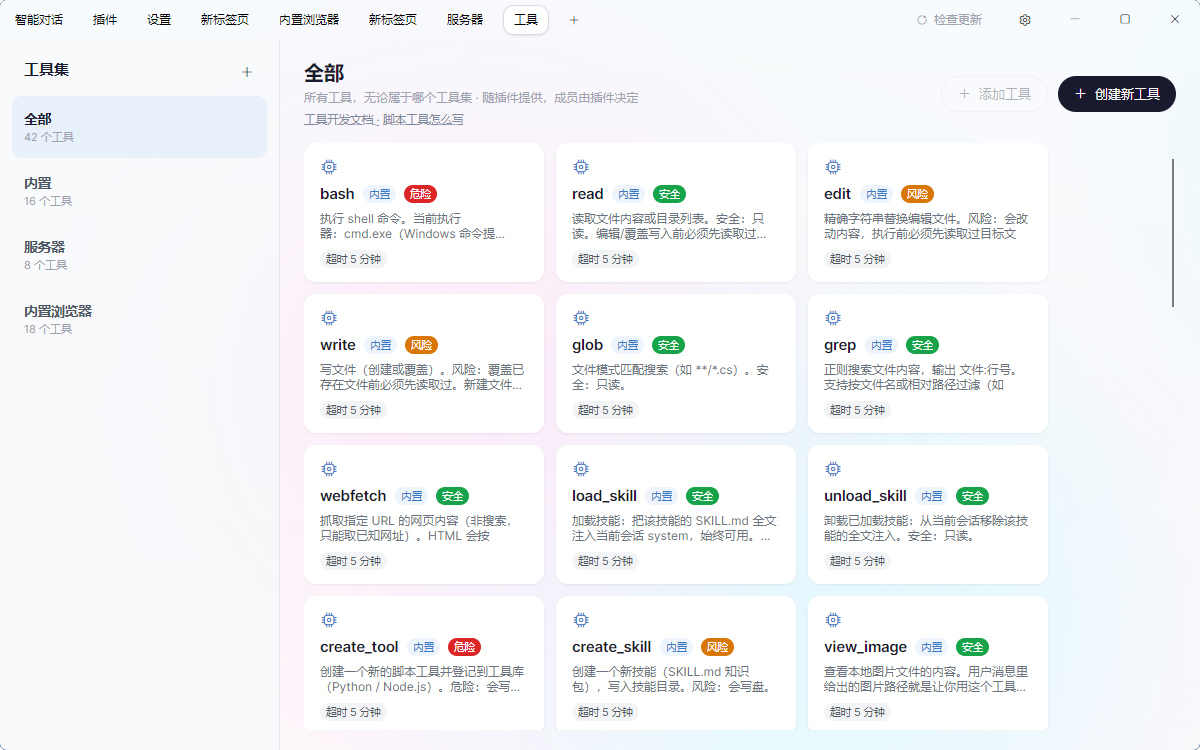 智能对话 插件 设置 新标签页 内置浏览器 新标签页 服务器 工具 + 检查更新
工具集 +
全部
42 个工具
内置
16 个工具
服务器
8 个工具
内置浏览器
18 个工具
全部
所有工具，无论属于哪个工具集 · 随插件提供，成员由插件决定
工具开发文档 · 脚本工具怎么写
+ 添加工具
+ 创建新工具
bash 内置 危险
执行 shell 命令。当前执行
器：cmd.exe（Windows 命令提...
超时 5 分钟
read 内置 安全
读取文件内容或目录列表。安全：只
读。编辑/覆盖写入前必须先读取过...
超时 5 分钟
edit 内置 风险
精确字符串替换编辑文件。风险：会改
动内容，执行前必须先读取过目标文
超时 5 分钟
write 内置 风险
写文件（创建或覆盖）。风险：覆盖已
存在文件前必须先读取过。新建文件...
超时 5 分钟
glob 内置 安全
文件模式匹配搜索（如 **/*.cs）。安
全：只读。
超时 5 分钟
grep 内置 安全
正则搜索文件内容，输出 文件:行号。
支持按文件名或相对路径过滤（如
超时 5 分钟
webfetch 内置 安全
抓取指定 URL 的网页内容（非搜索，
只能取已知网址）。HTML 会按
超时 5 分钟
load_skill 内置 安全
加载技能：把该技能的 SKILL.md 全文
注入当前会话 system，始终可用。...
超时 5 分钟
unload_skill 内置 安全
卸载已加载技能：从当前会话移除该技
能的全文注入。安全：只读。
超时 5 分钟
create_tool 内置 危险
创建一个新的脚本工具并登记到工具库
（Python / Node.js）。危险：会写...
超时 5 分钟
create_skill 内置 风险
创建一个新技能（SKILL.md 知识
包），写入技能目录。风险：会写盘。
超时 5 分钟
view_image 内置 安全
查看本地图片文件的内容。用户消息里
给出的图片路径就是让你用这个工具...
超时 5 分钟